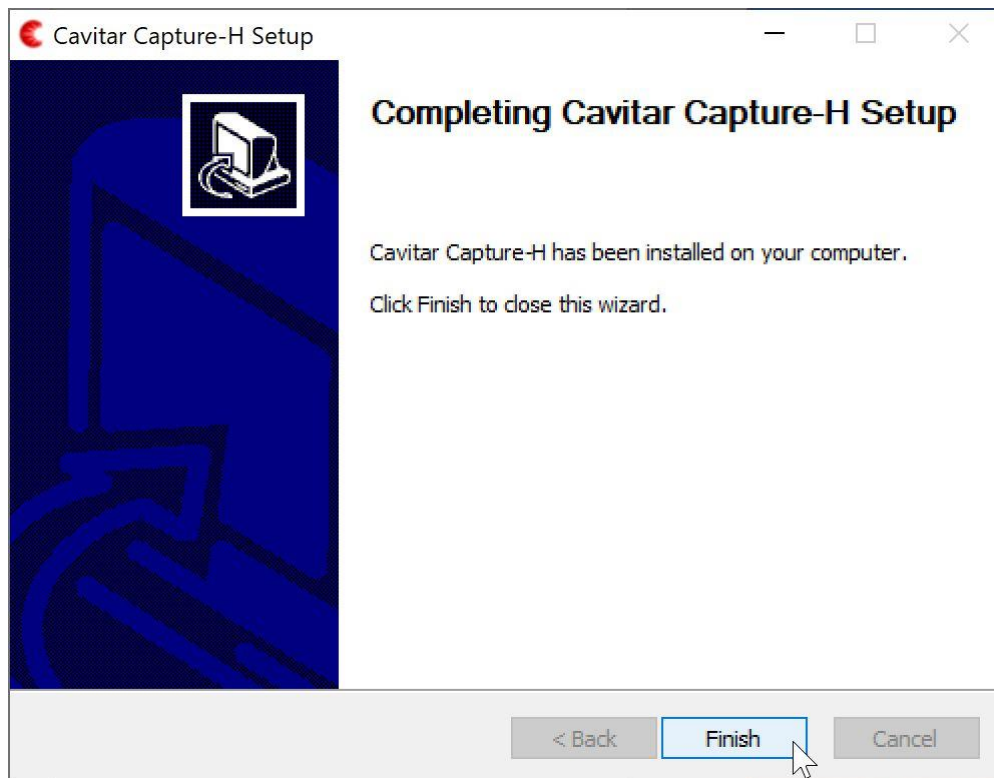 Cavitar Capture-H Setup
Completing Cavitar Capture-H Setup
Cavitar Capture-H has been installed on your computer.
Click Finish to close this wizard.
< Back
Finish
Cancel